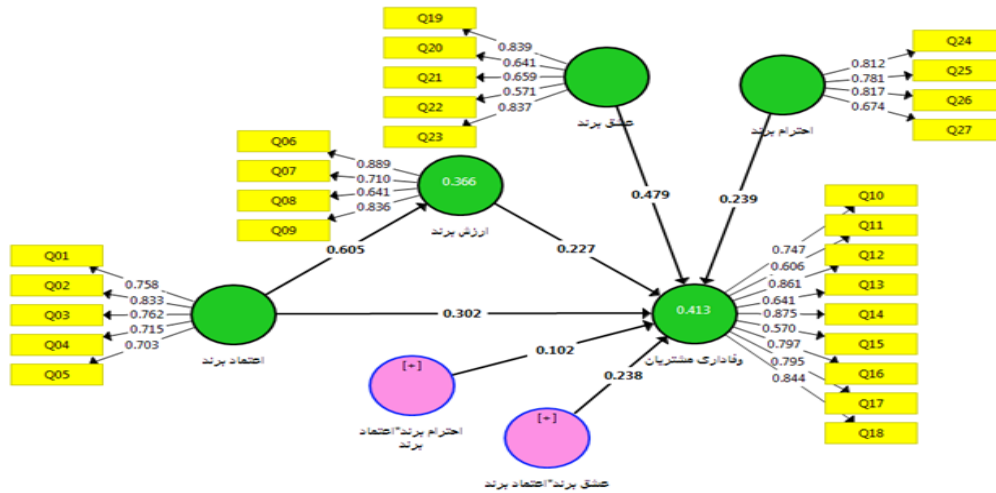 Q19
Q20
Q21
Q22
Q23
0.839
0.641
0.659
0.571
0.837
عشق برند
Q24
Q25
Q26
Q27
0.812
0.781
0.817
0.674
احترام برند
Q06
Q07
Q08
Q09
0.889
0.710
0.641
0.836
0.366
ارزش برند
0.479
0.239
0.605
0.227
Q01
Q02
Q03
Q04
Q05
0.758
0.833
0.762
0.715
0.703
اعتماد برند
0.302
0.413
وفاداری مشتریان
Q10
Q11
Q12
Q13
Q14
Q15
Q16
Q17
Q18
0.747
0.606
0.861
0.641
0.875
0.570
0.797
0.795
0.844
0.102
0.238
[+]
احترام برند*اعتماد
برند
[+]
عشق برند*اعتماد برند